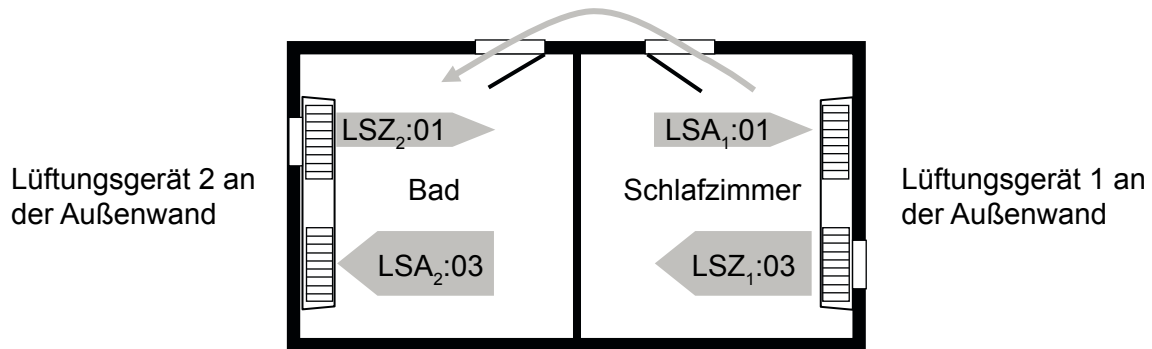 LSZ₂:01
LSA₁:01
Lüftungsgerät 2 an
der Außenwand
Bad
Schlafzimmer
Lüftungsgerät 1 an
der Außenwand
LSA₂:03
LSZ₁:03